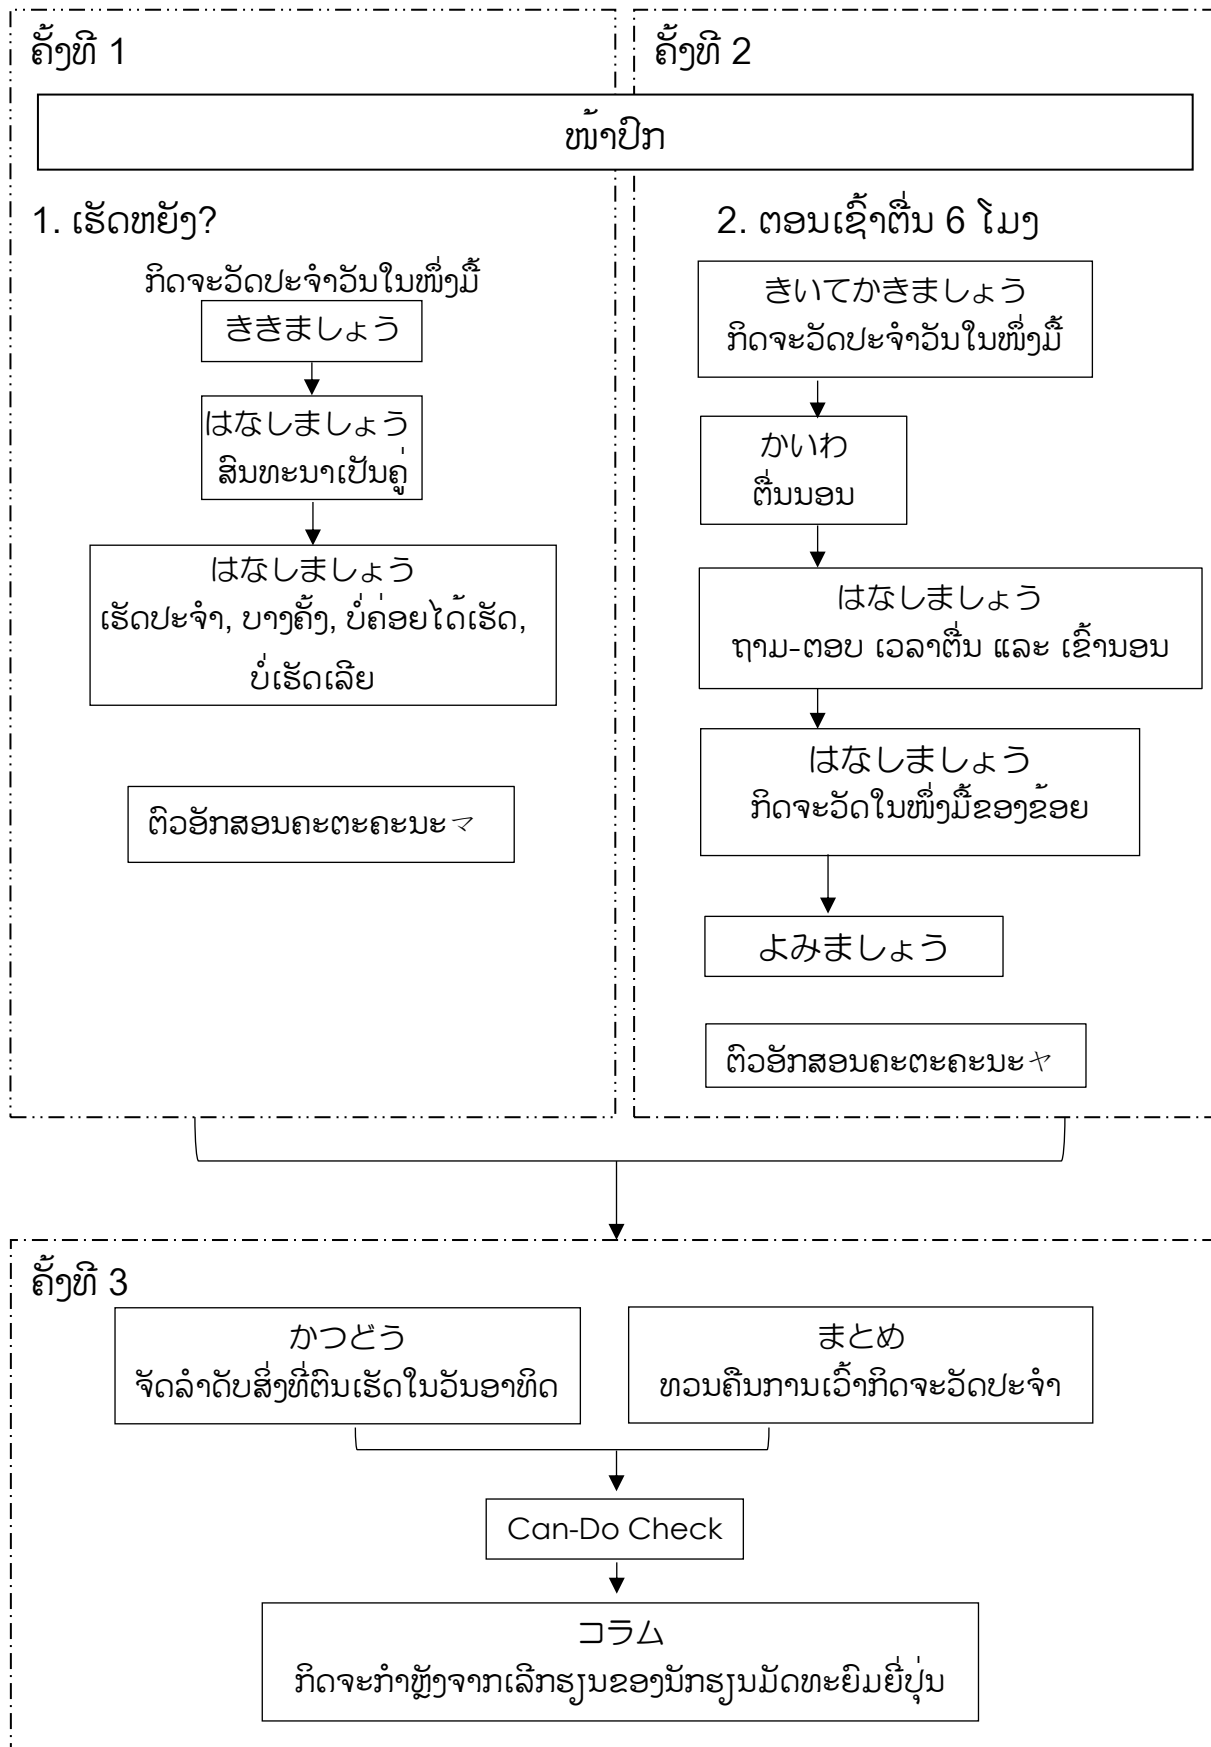 ຄັ້ງທີ 1
ຄັ້ງທີ 2
ໜ້າປົກ
1. ເຮັດຫຍັງ?
ກິດຈະວັດປະຈຳວັນໃນໜຶ່ງມື້
ききましょう
はなしましょう
ສົນທະນາເປັນຄູ່
はなしましょう
ເຮັດປະຈຳ, ບາງຄັ້ງ, ບໍ່ຄ່ອຍໄດ້ເຮັດ,
ບໍ່ເຮັດເລີຍ
ຕົວອັກສອນຄະຕະຄະນະマ
2. ຕອນເຊົ້າຕື່ນ 6 ໂມງ
きいてかきましょう
ກິດຈະວັດປະຈຳວັນໃນໜຶ່ງມື້
かいわ
ຕື່ນນອນ
はなしましょう
ຖາມ-ຕອບ ເວລາຕື່ນ ແລະ ເຂົ້ານອນ
はなしましょう
ກິດຈະວັດໃນໜຶ່ງມື້ຂອງຂ້ອຍ
よみましょう
ຕົວອັກສອນຄະຕະຄະນະヤ
ຄັ້ງທີ 3
かつどう
ຈັດລຳດັບສິ່ງທີ່ຕົນເຮັດໃນວັນອາທິດ
まとめ
ທວນຄືນການເວົ້າກິດຈະວັດປະຈຳ
Can-Do Check
コラム
ກິດຈະກຳຫຼັງຈາກເລີກຮຽນຂອງນັກຮຽນມັດທະຍົມຍີ່ປຸ່ນ